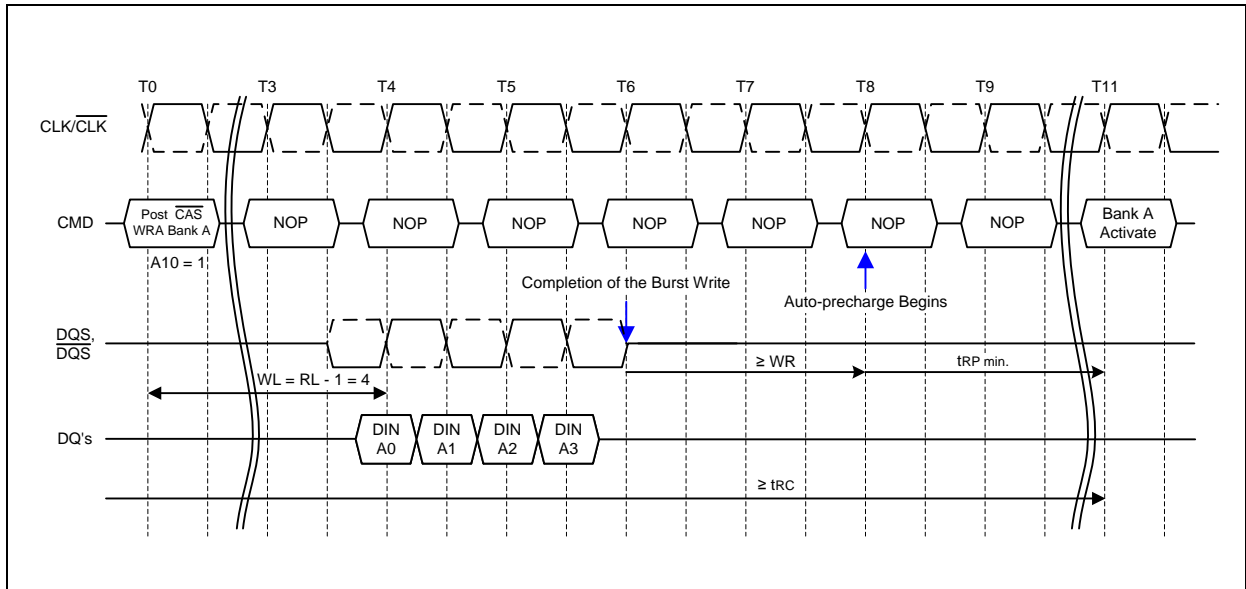 T0 T3 T4 T5 T6 T7 T8 T9 T11
CLK/CLK
CMD
Post CAS
WRA Bank A
NOP NOP NOP NOP NOP NOP NOP
Bank A
Activate
A10 = 1
Completion of the Burst Write
Auto-precharge Begins
DQS,
DQS
≥ WR
tRP min.
WL = RL - 1 = 4
DQ's
DIN
A0
DIN
A1
DIN
A2
DIN
A3
≥ tRC